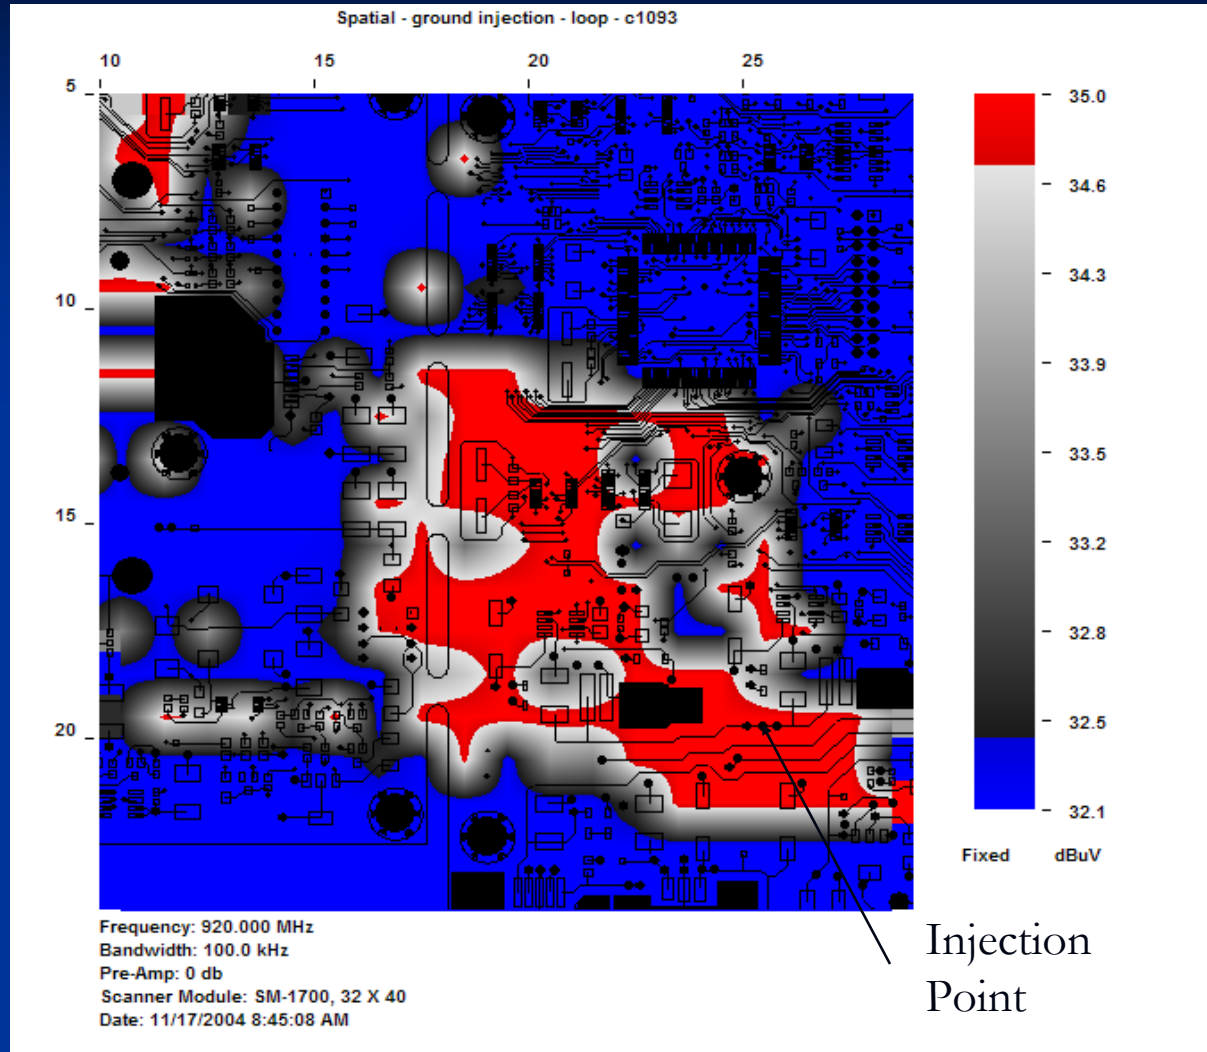 Spatial - ground injection - loop - c1093
10 15 20 25
5
10
15
20
35.0
34.6
34.3
33.9
33.5
33.2
32.8
32.5
32.1
Fixed dBuV
Injection
Point
Frequency: 920.000 MHz
Bandwidth: 100.0 kHz
Pre-Amp: 0 db
Scanner Module: SM-1700, 32 X 40
Date: 11/17/2004 8:45:08 AM